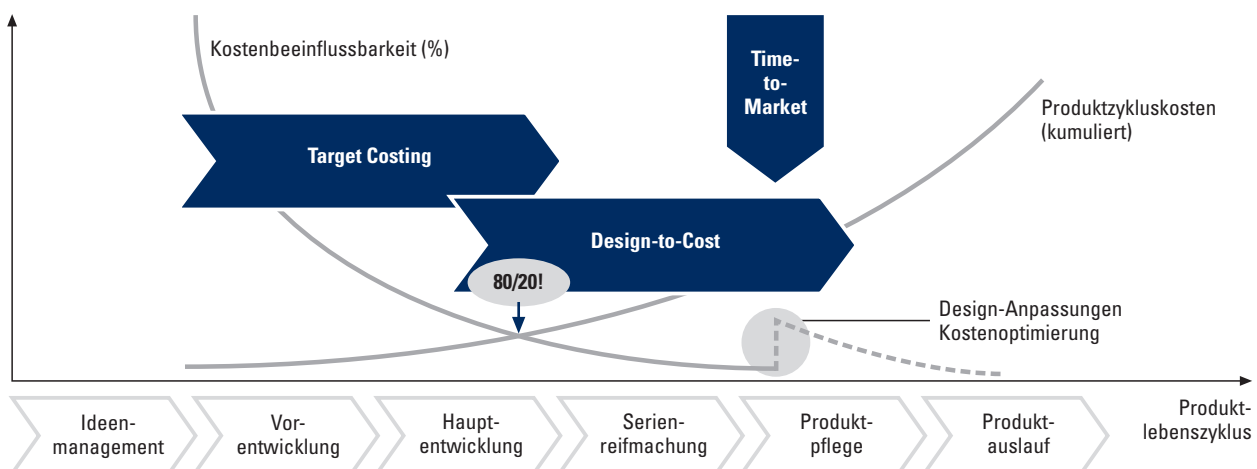 Kostenbeeinflussbarkeit (%)
Time-
to-
Market
Produktzykluskosten
(kumuliert)
Target Costing
Design-to-Cost
80/20!
Design-Anpassungen
Kostenoptimierung
Ideen-
management
Vor-
entwicklung
Haupt-
entwicklung
Serien-
reifmachung
Produkt-
pflege
Produkt-
auslauf
Produkt-
lebenszyklus